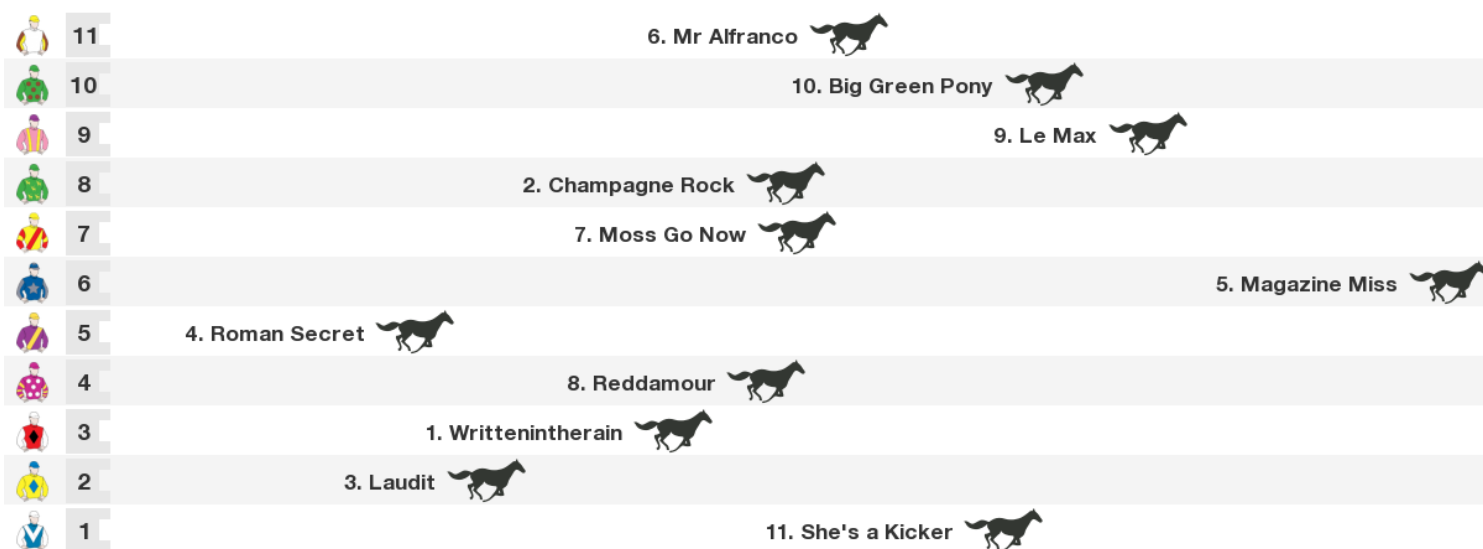 11 6. Mr Alfranco
10 10. Big Green Pony
9 9. Le Max
8 2. Champagne Rock
7 7. Moss Go Now
6 5. Magazine Miss
5 4. Roman Secret
4 8. Reddamour
3 1. Writtenintherain
2 3. Laudit
1 11. She's a Kicker